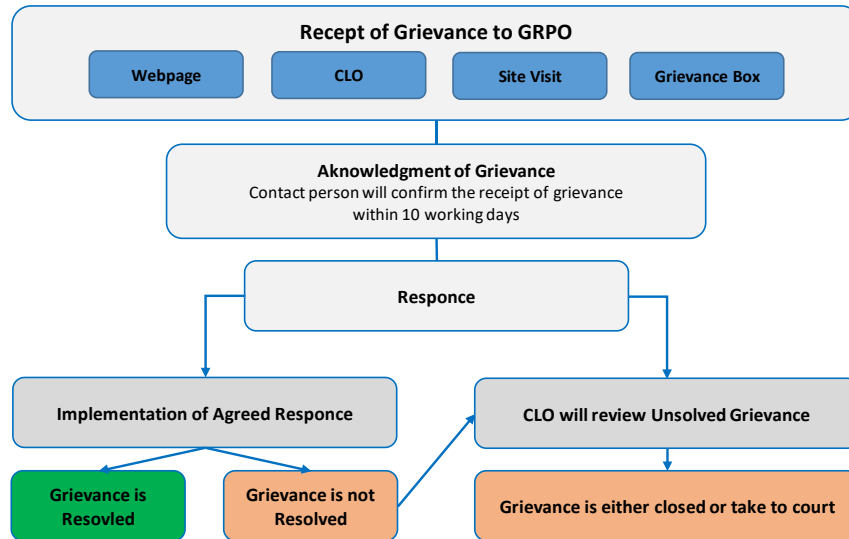 Recept of Grievance to GRPO
Webpage
CLO
Site Visit
Grievance Box
Aknowledgment of Grievance
Contact person will confirm the receipt of grievance
within 10 working days
Responce
Implementation of Agreed Responce
CLO will review Unsolved Grievance
Grievance is
Resovled
Grievance is not
Resolved
Grievance is either closed or take to court